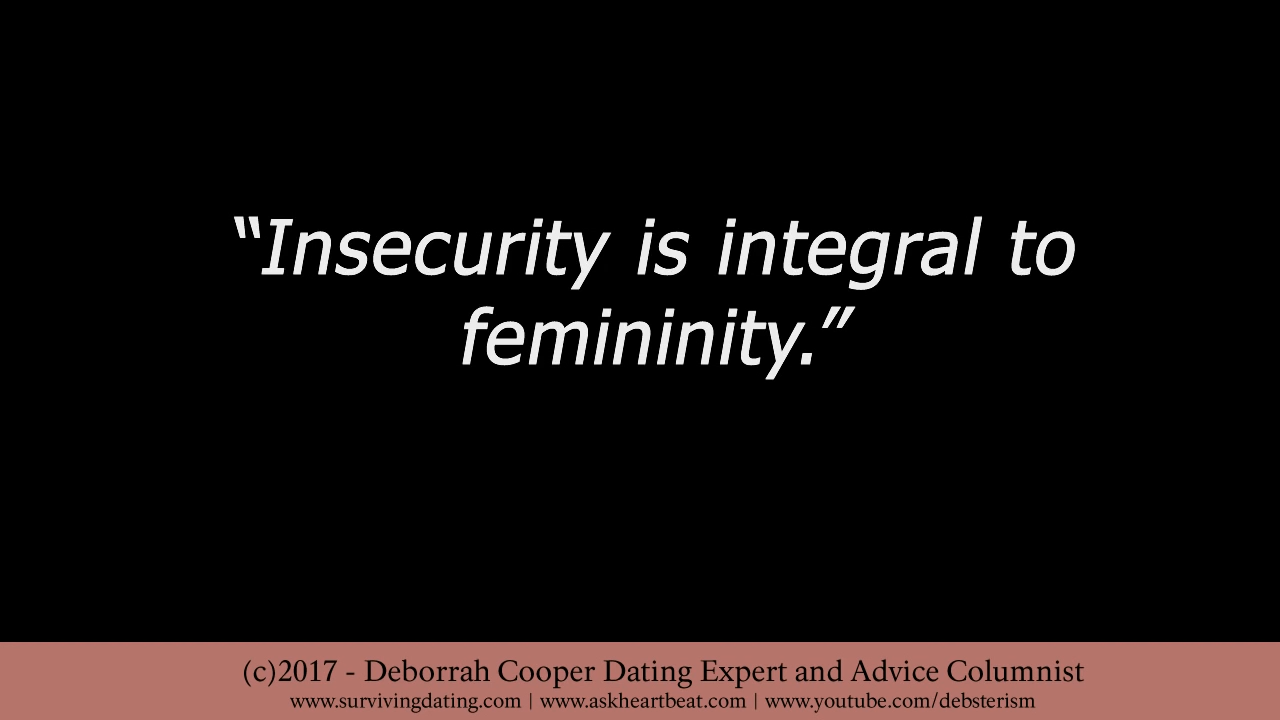 “Insecurity is integral to
femininity.”
(c)2017 - Deborrah Cooper Dating Expert and Advice Columnist
www.survivingdating.com | www.askheartbeat.com | www.youtube.com/debsterism